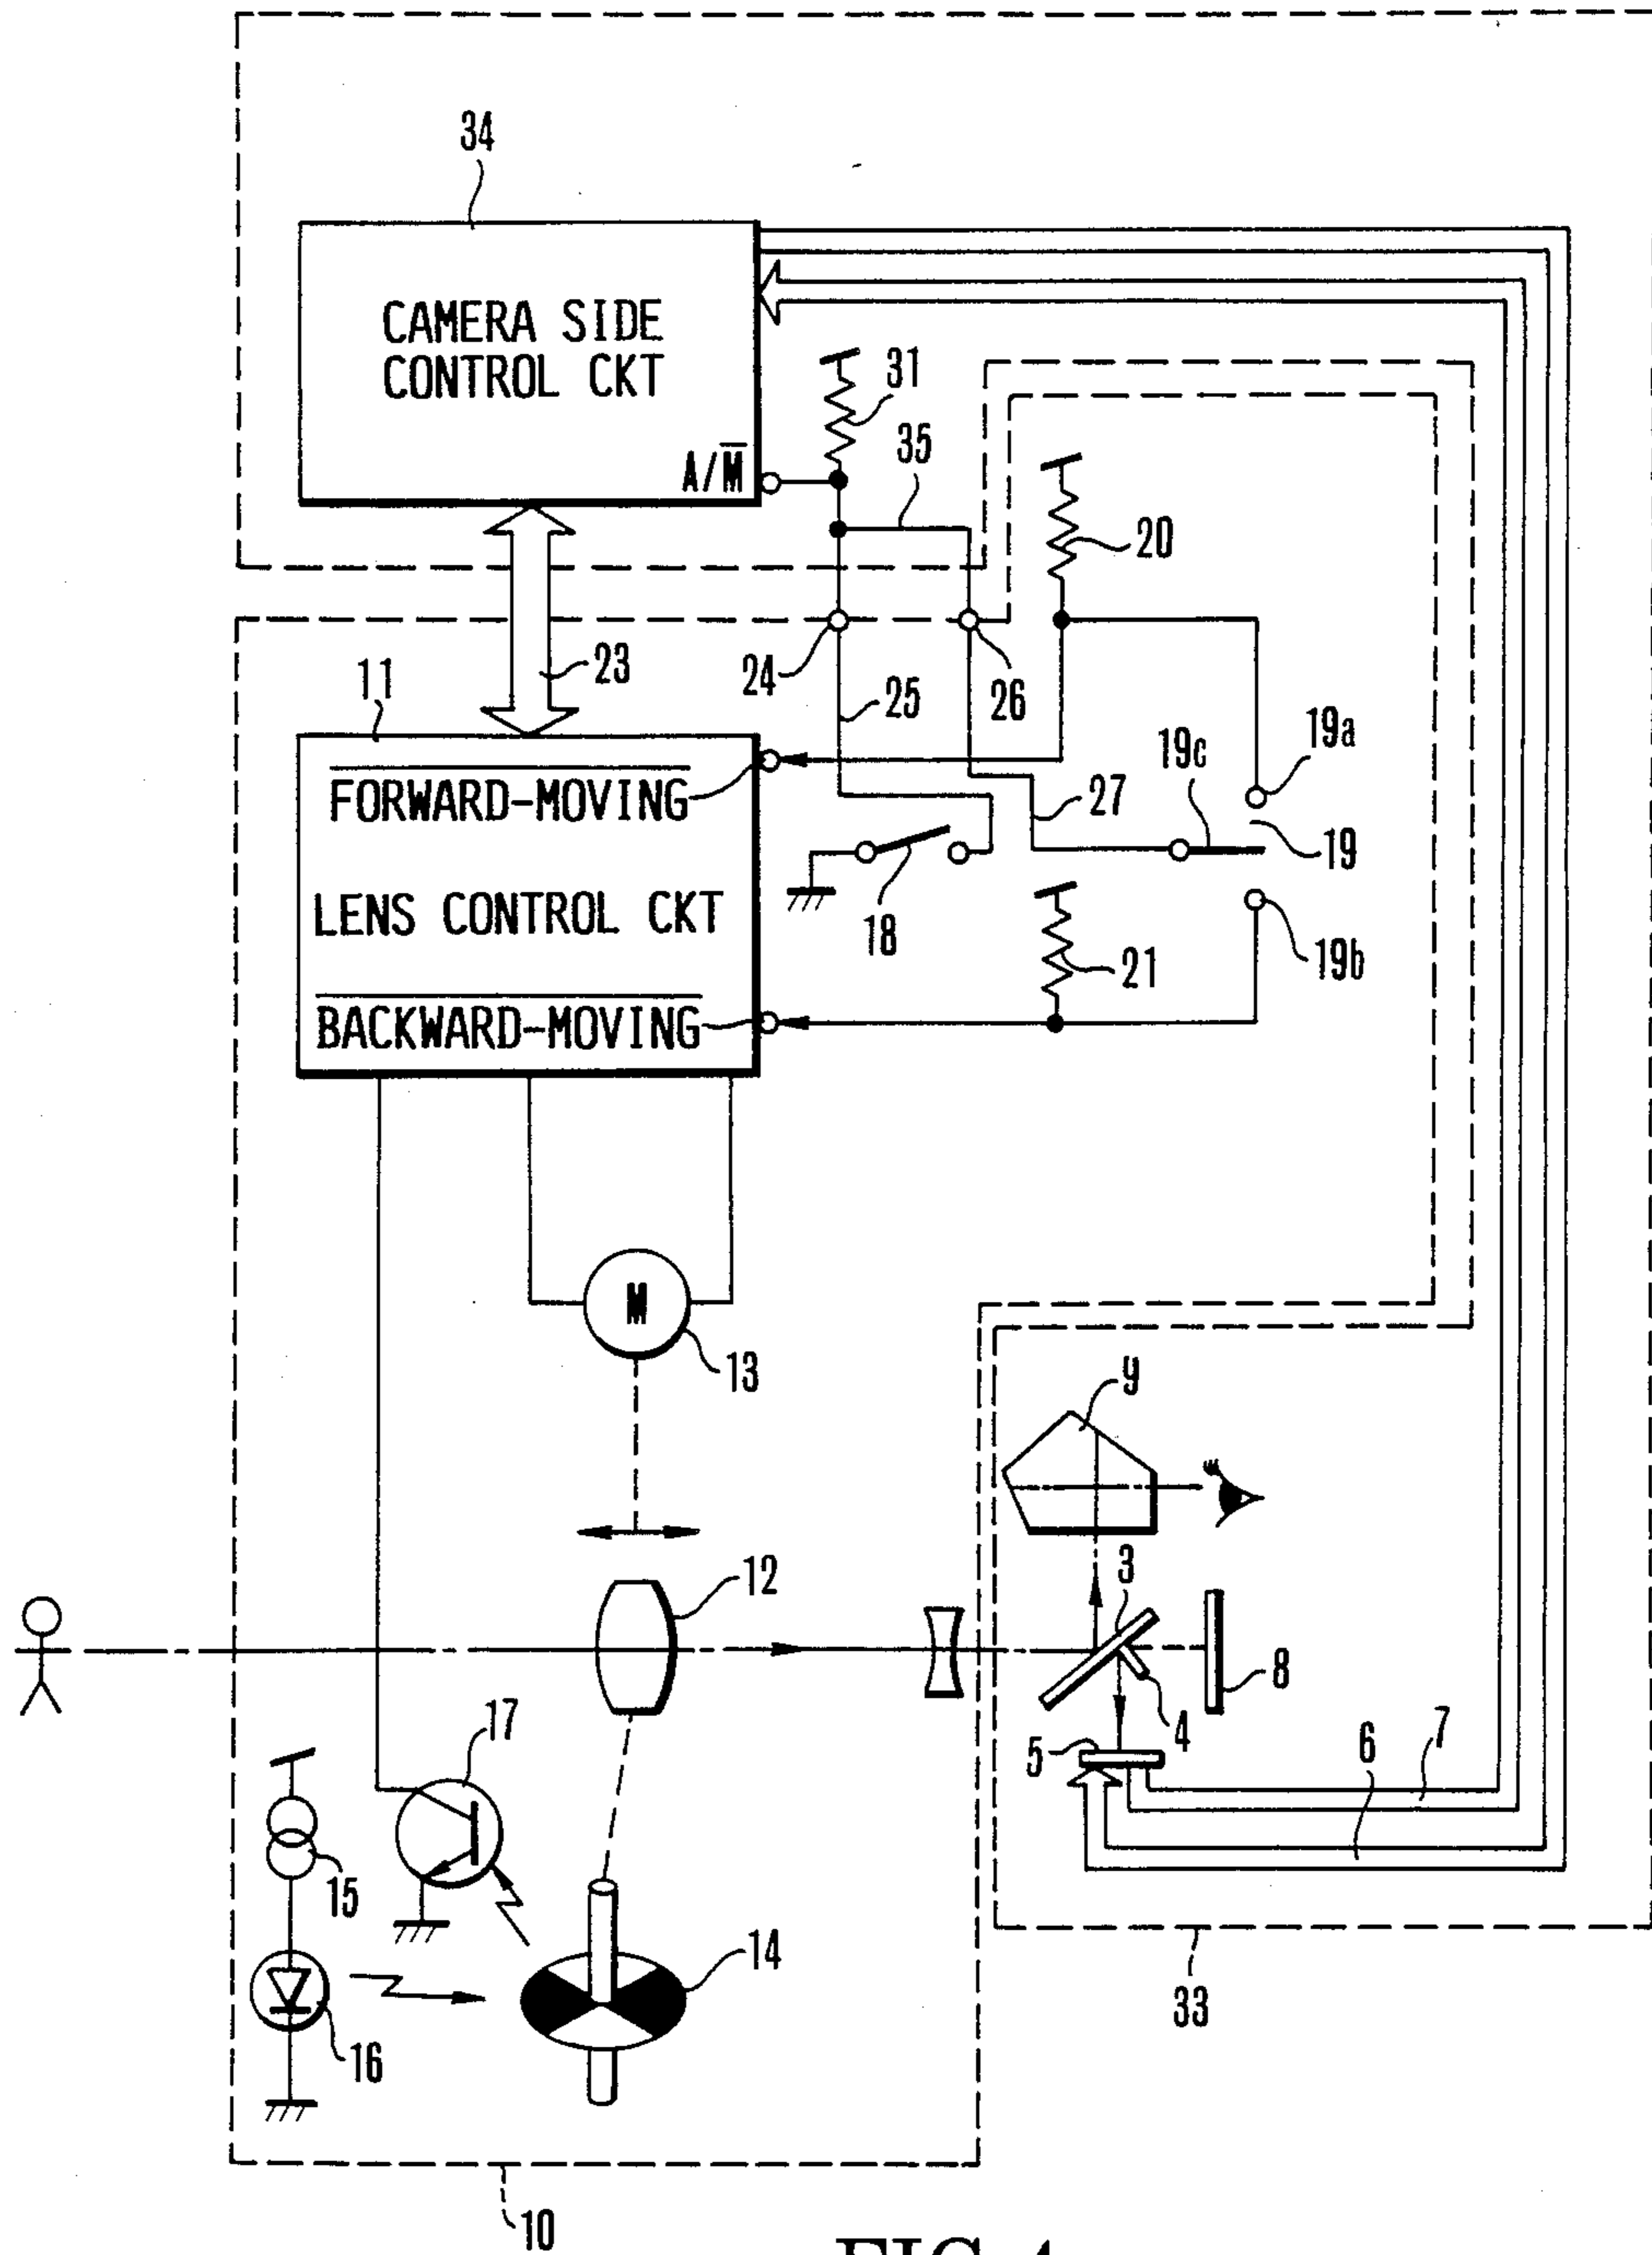 34
CAMERA SIDE
CONTROL CKT
A/M̅
31
35
20
23
24
25
26
11
19a
19c
27
19
FORWARD-MOVING
18
LENS CONTROL CKT
21
19b
BACKWARD-MOVING
M
13
9
12
3
8
4
17
5
6
7
15
14
16
33
10